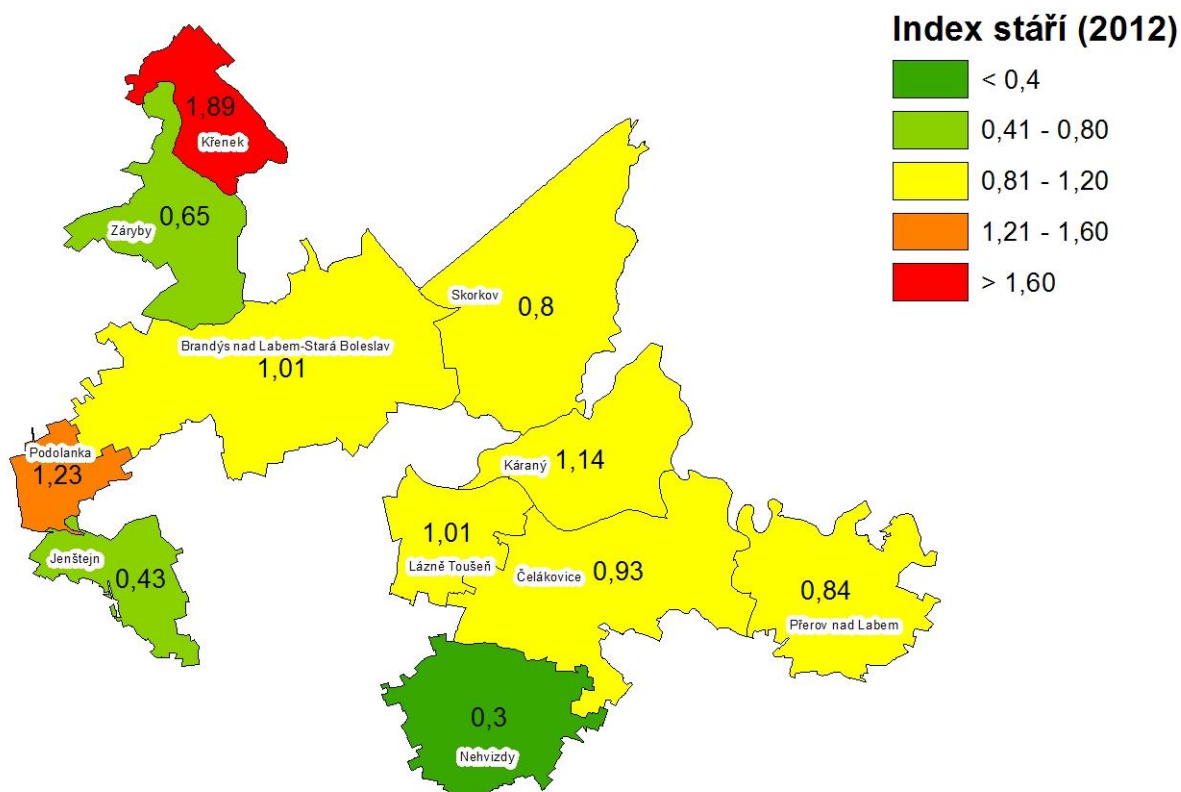 Index stáří (2012)
< 0,4
0,41 - 0,80
0,81 - 1,20
1,21 - 1,60
> 1,60
1,89
Křenek
0,65
Záryby
Skorkov
0,8
Brandýs nad Labem-Stará Boleslav
1,01
Podolanka
1,23
Káraný
1,14
Jenštejn
0,43
1,01
Lázně Toušeň
Čelákovice
0,93
0,84
Přerov nad Labem
0,3
Nehvizdy